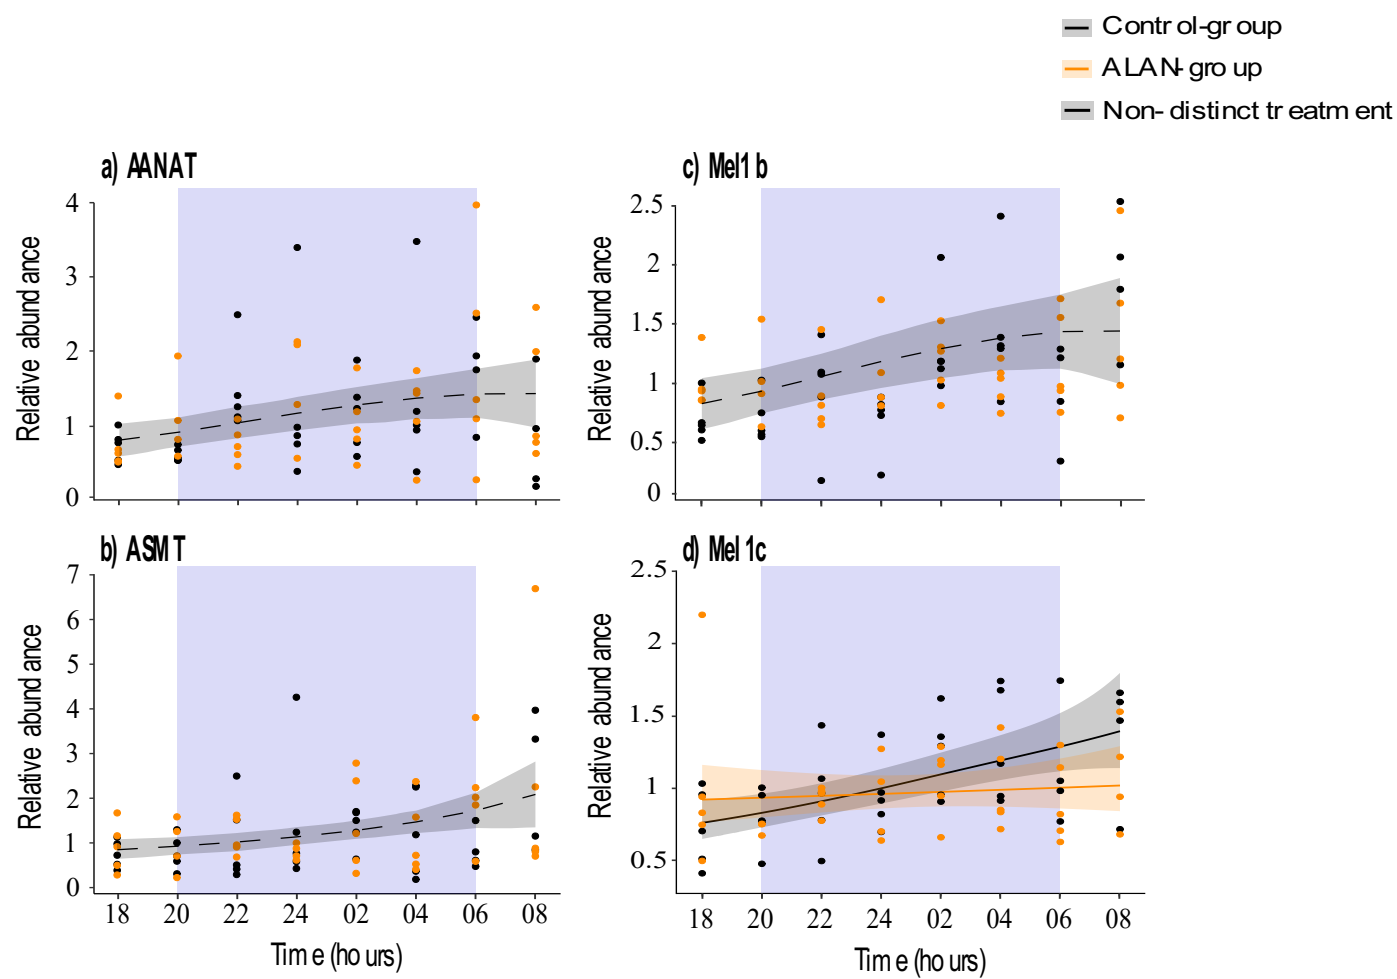 Control-group
ALAN-group
Non-distinct treatment
a) AANAT
4
3
2
1
0
Relative abundance
c) Mel1b
2.5
2
1.5
1
0.5
0
Relative abundance
b) ASMT
7
6
5
4
3
2
1
0
Relative abundance
18 20 22 24 02 04 06 08
Time (hours)
d) Mel1c
2.5
2
1.5
1
0.5
Relative abundance
18 20 22 24 02 04 06 08
Time (hours)